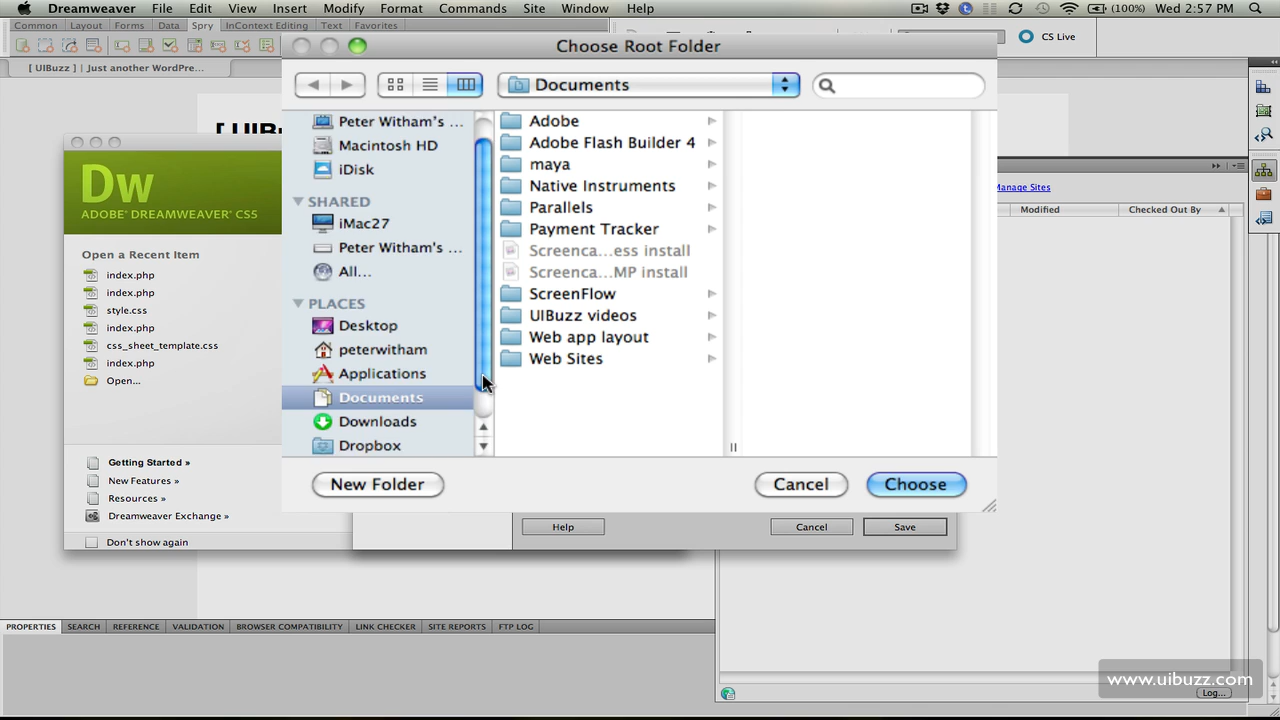 Dreamweaver File Edit View Insert Modify Format Commands Site Window Help (100%) Wed 2:57 PM
Common Layout Forms Data Spry InContext Editing Text Favorites
CS Live
[ UIBuzz ] | Just another WordPre...
Choose Root Folder
Documents
[ UIBu
Peter Witham's ...
Macintosh HD
iDisk
SHARED
iMac27
Peter Witham's ...
All...
PLACES
Desktop
peterwitham
Applications
Documents
Downloads
Dropbox
Adobe
Adobe Flash Builder 4
maya
Native Instruments
Parallels
Payment Tracker
Screenca...ess install
Screenca...MP install
ScreenFlow
UIBuzz videos
Web app layout
Web Sites
New Folder Cancel Choose
Dw
ADOBE® DREAMWEAVER® CS5
Open a Recent Item
index.php
index.php
style.css
index.php
css_sheet_template.css
index.php
Open...
Getting Started »
New Features »
Resources »
Dreamweaver Exchange »
Don't show again
Help Cancel Save
Manage Sites
Modified Checked Out By
PROPERTIES SEARCH REFERENCE VALIDATION BROWSER COMPATIBILITY LINK CHECKER SITE REPORTS FTP LOG
www.uibuzz.com
Log...